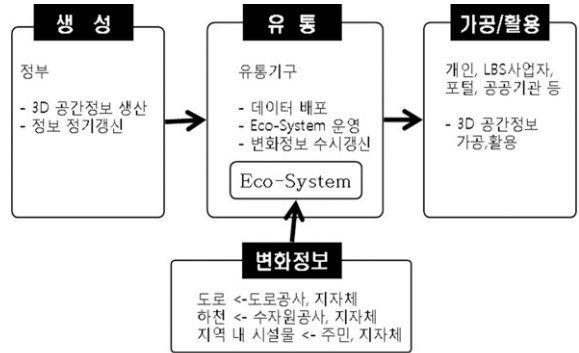 생 성
정부
- 3D 공간정보 생산
- 정보 정기갱신
유 통
유통기구
- 데이터 배포
- Eco-System 운영
- 변화정보 수시갱신
Eco-System
가공/활용
개인, LBS사업자,
포털, 공공기관 등
- 3D 공간정보
가공,활용
변화정보
도로 <-도로공사, 지자체
하천 <- 수자원공사, 지자체
지역 내 시설물 <- 주민, 지자체